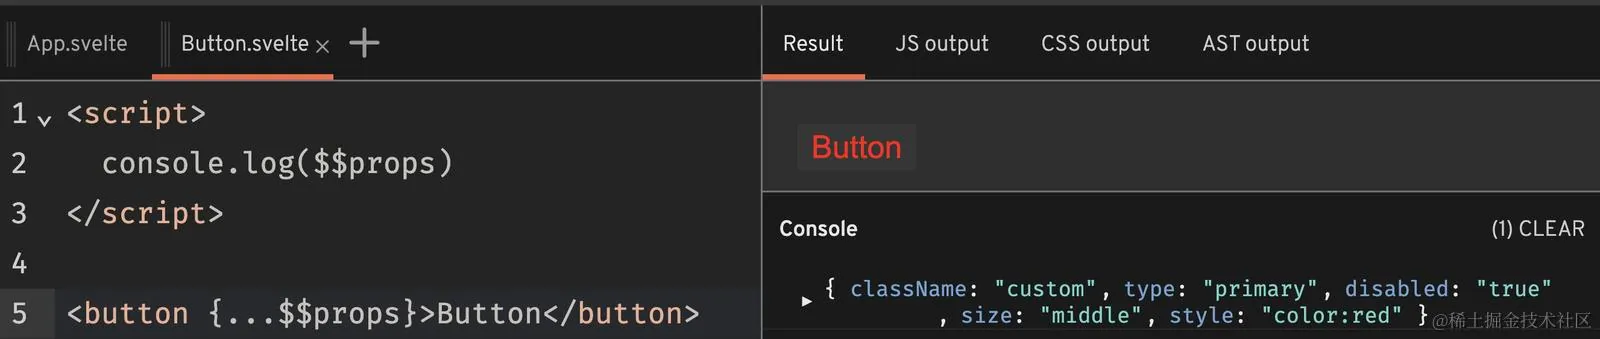 App.svelte
Button.svelte × +
1 <script>
2 console.log($$props)
3 </script>
4
5 <button {...$$props}>Button</button>
Result JS output CSS output AST output
Button
Console (1) CLEAR
{ className: "custom", type: "primary", disabled: "true"
, size: "middle", style: "color:red" }
@稀土掘金技术社区